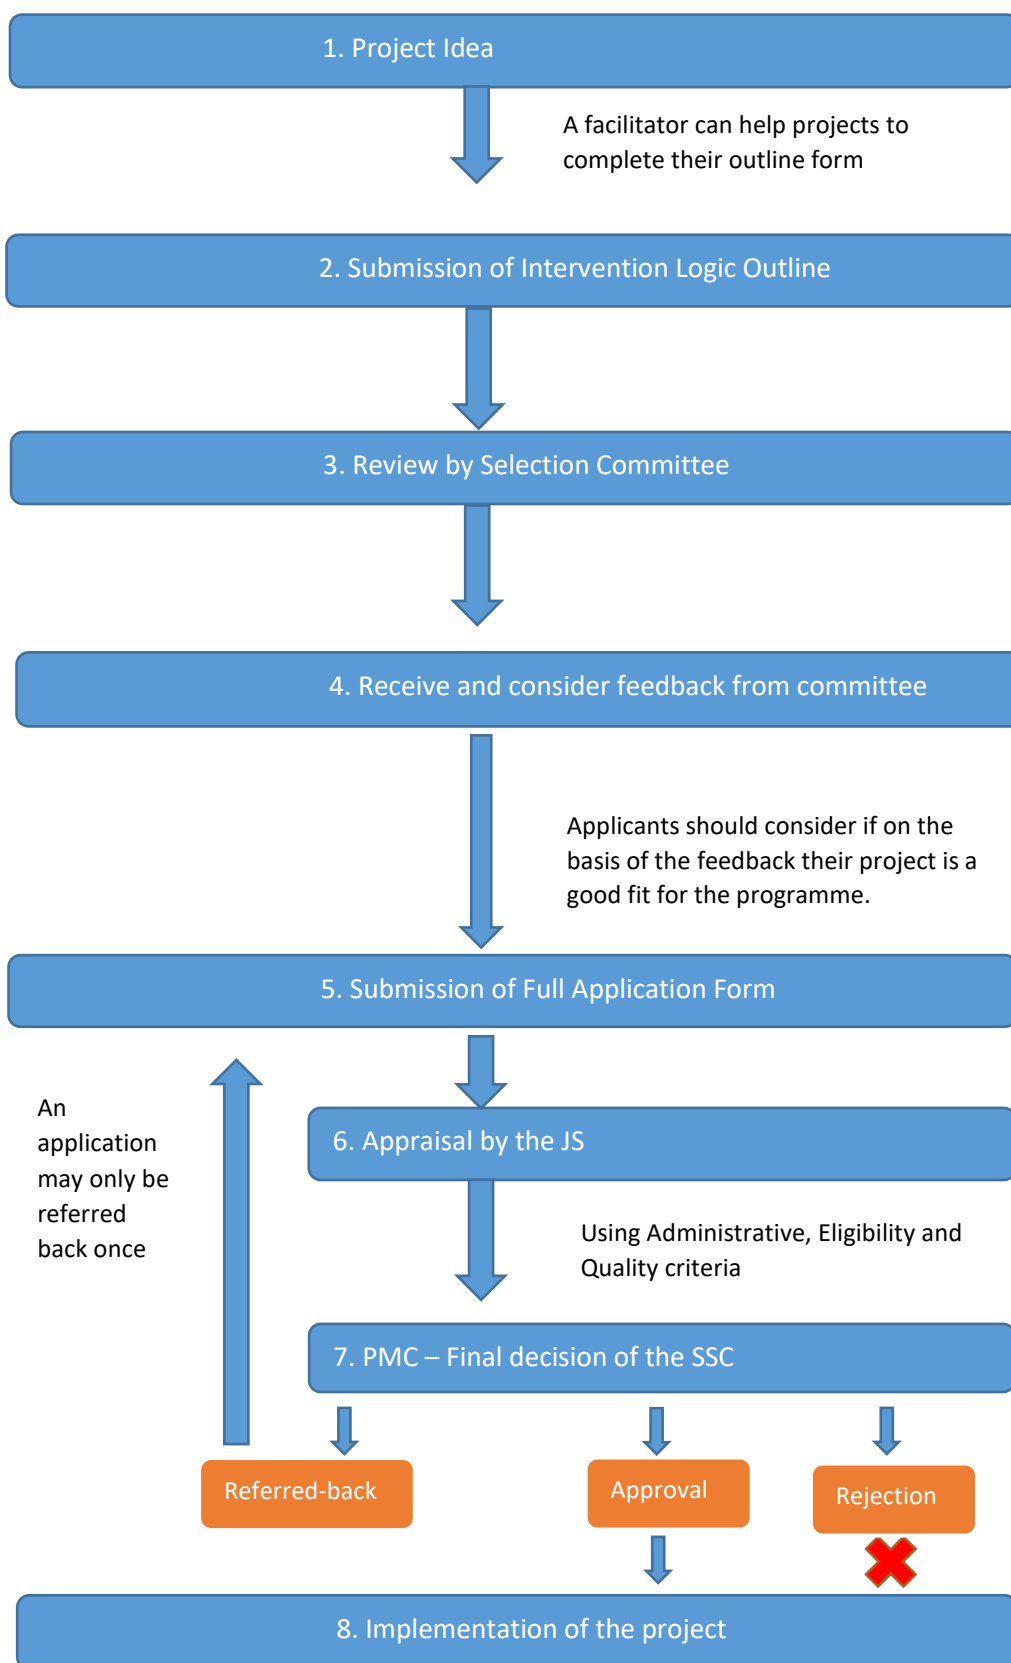 1. Project Idea
A facilitator can help projects to
complete their outline form
2. Submission of Intervention Logic Outline
3. Review by Selection Committee
4. Receive and consider feedback from committee
Applicants should consider if on the
basis of the feedback their project is a
good fit for the programme.
5. Submission of Full Application Form
An
application
may only be
referred
back once
6. Appraisal by the JS
Using Administrative, Eligibility and
Quality criteria
7. PMC – Final decision of the SSC
Referred-back
Approval
Rejection
8. Implementation of the project